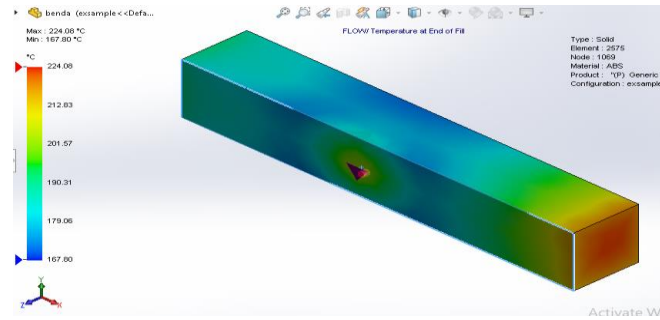 benda (exsample<<Defa...
Max : 224.08 °C
Min : 167.80 °C
°C
224.08
212.83
201.57
190.31
179.06
167.80
FLOW/ Temperature at End of Fill
Type : Solid
Element : 2575
Node : 1069
Material : ABS
Product : "(P) Generic
Configuration : exsample
Y
Z
X
Activate W